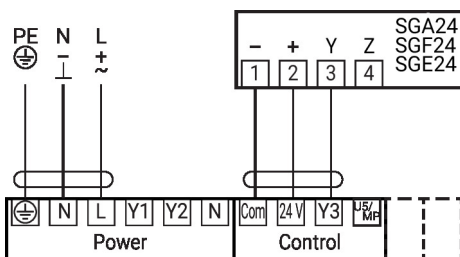 PE N L
- +
⊥ ~
SGA24
SGF24
SGE24
- + Y Z
1 2 3 4
N L Y1 Y2 N Com 24 V Y3 U5/
MP
Power Control